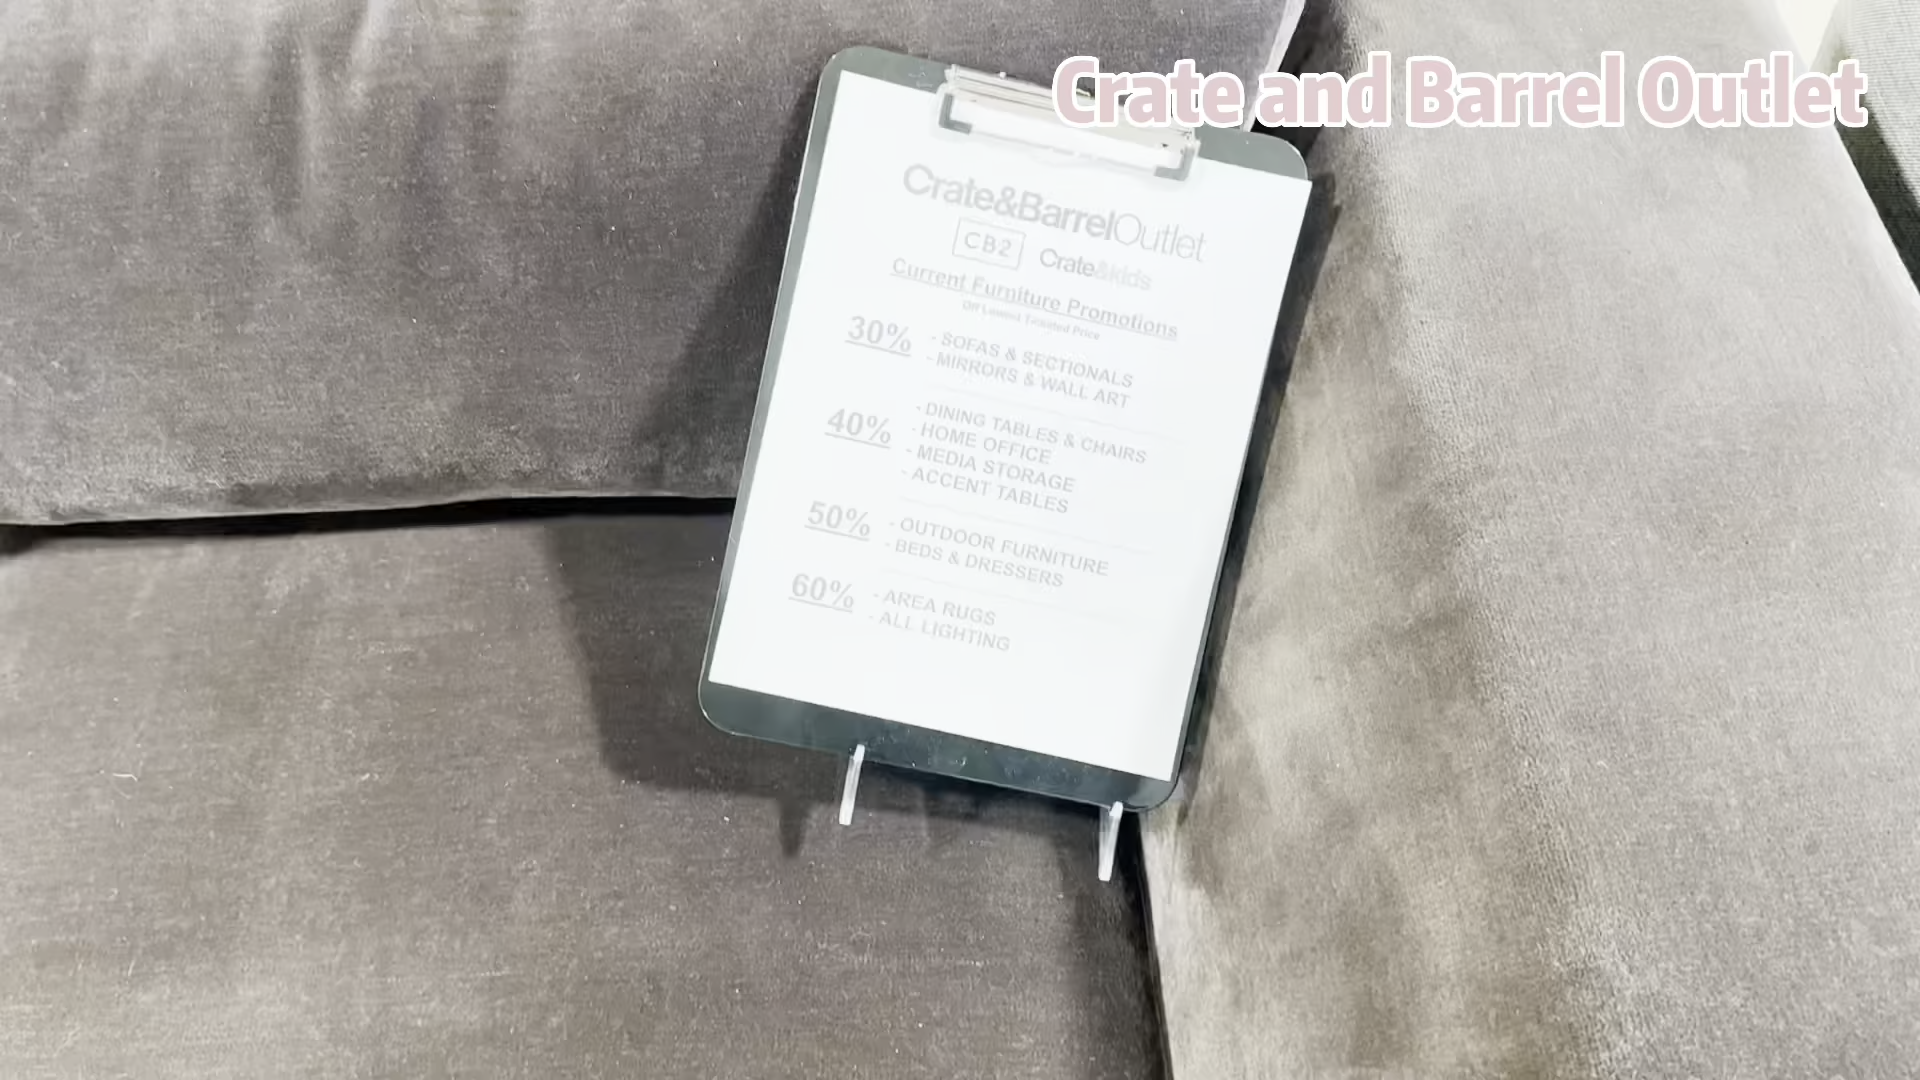 Crate and Barrel Outlet
Crate&BarrelOutlet
CB2 Crate&kids
Current Furniture Promotions
Off Lowest Ticketed Price
30% - SOFAS & SECTIONALS
- MIRRORS & WALL ART
40% - DINING TABLES & CHAIRS
- HOME OFFICE
- MEDIA STORAGE
- ACCENT TABLES
50% - OUTDOOR FURNITURE
- BEDS & DRESSERS
60% - AREA RUGS
- ALL LIGHTING